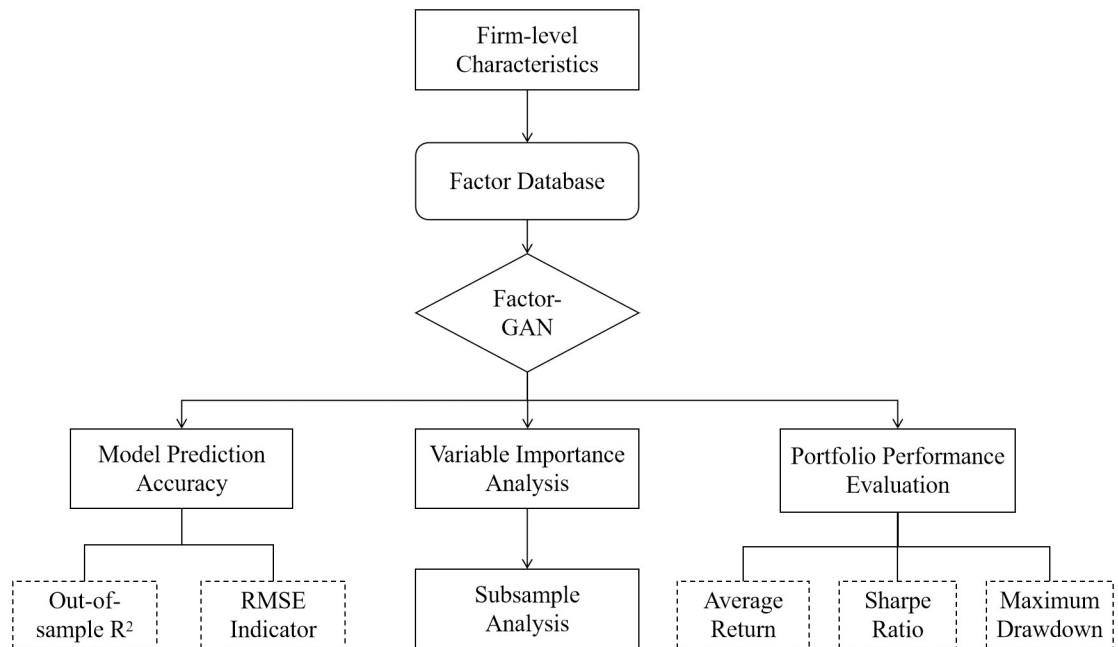 Firm-level
Characteristics
Factor Database
Factor-
GAN
Model Prediction
Accuracy
Variable Importance
Analysis
Portfolio Performance
Evaluation
Out-of-
sample R²
RMSE
Indicator
Subsample
Analysis
Average
Return
Sharpe
Ratio
Maximum
Drawdown